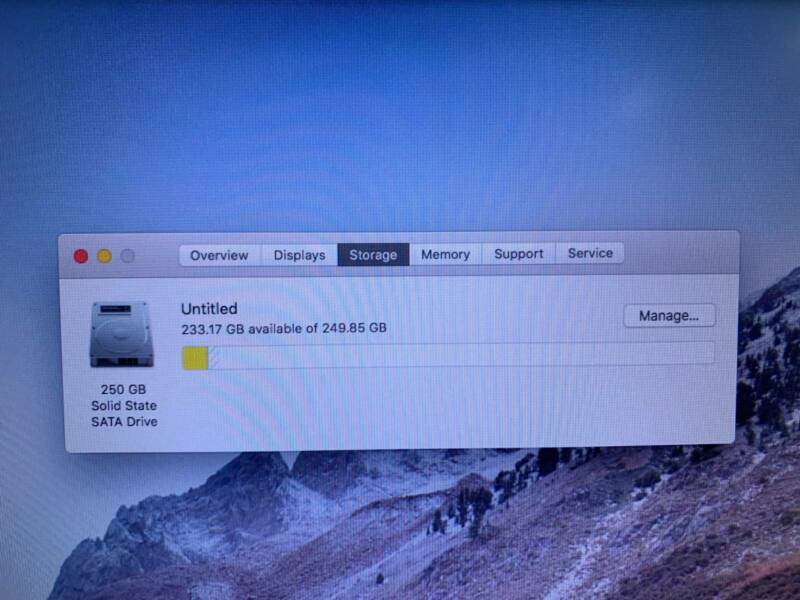 Overview Displays Storage Memory Support Service
Untitled
233.17 GB available of 249.85 GB
Manage...
250 GB
Solid State
SATA Drive